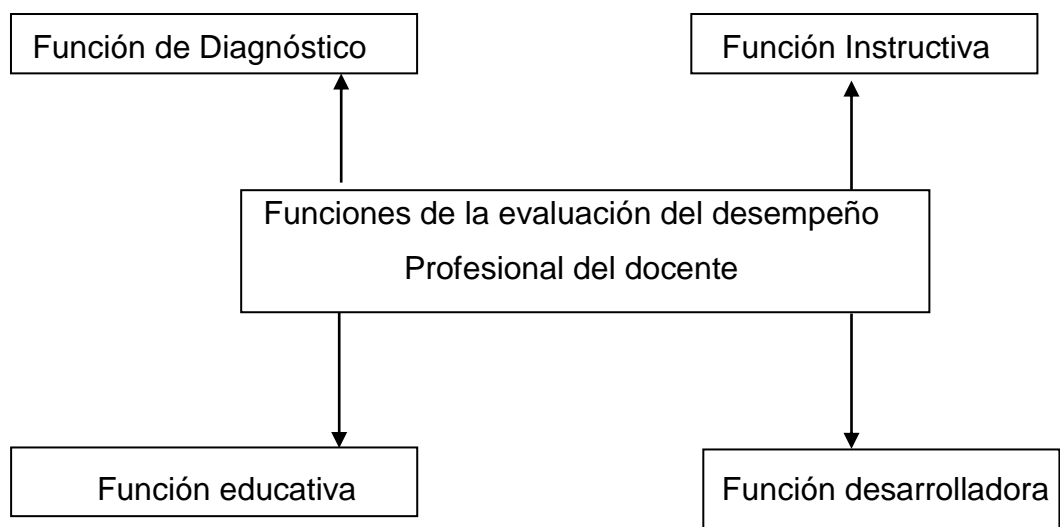 Función de Diagnóstico
Función Instructiva
Funciones de la evaluación del desempeño
Profesional del docente
Función educativa
Función desarrolladora